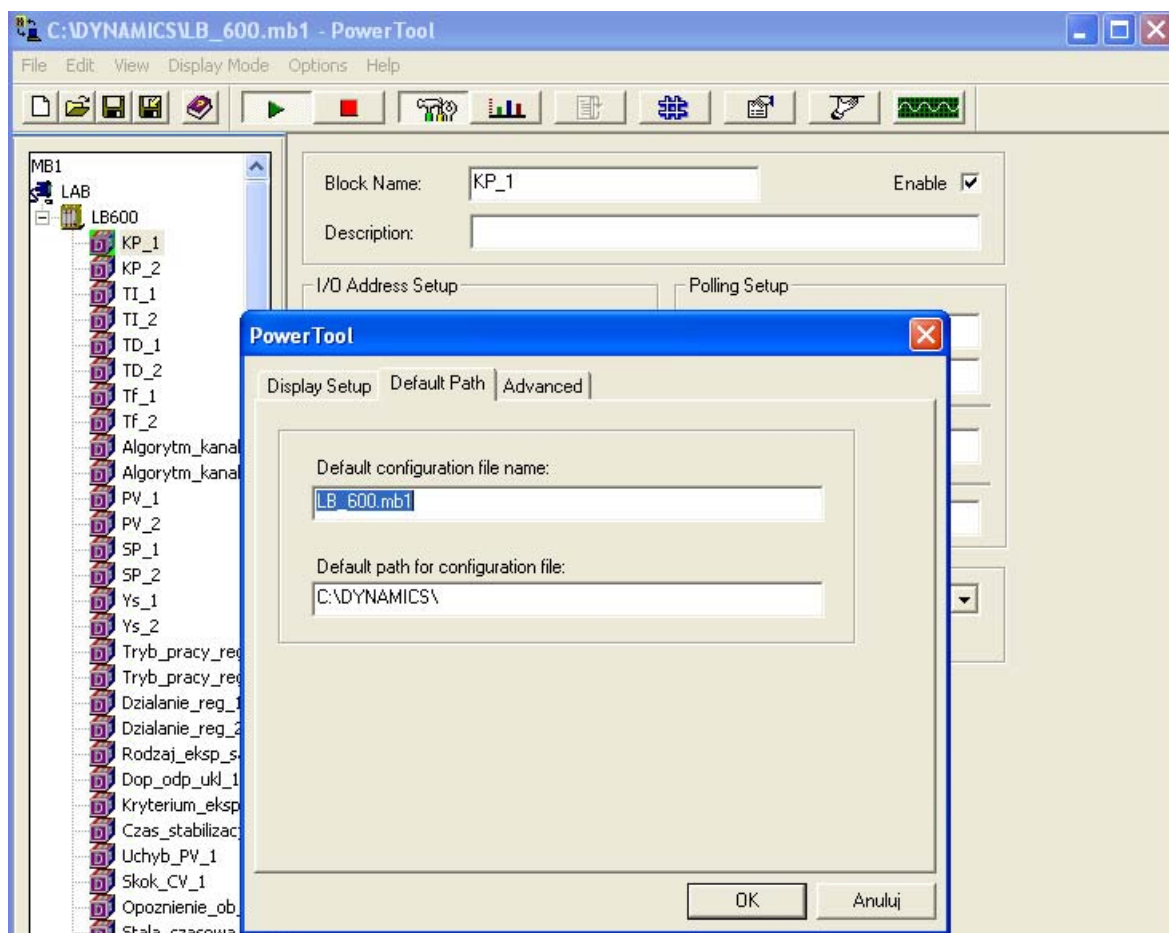 C:\DYNAMICS\LB_600.mb1 - PowerTool
File Edit View Display Mode Options Help
MB1
LAB
LB600
KP_1
KP_2
TI_1
TI_2
TD_1
TD_2
Tf_1
Tf_2
Algorytm_kanal
Algorytm_kanal
PV_1
PV_2
SP_1
SP_2
Ys_1
Ys_2
Tryb_pracy_reg
Tryb_pracy_reg
Dzialanie_reg_1
Dzialanie_reg_2
Rodzaj_eksp_s
Dop_odp_ukl_1
Kryterium_eksp
Czas_stabilizac
Uchyb_PV_1
Skok_CV_1
Opoznienie_ob_
Stala_czasowa
Block Name: KP_1 Enable
Description:
I/O Address Setup Polling Setup
PowerTool
Display Setup Default Path Advanced
Default configuration file name:
LB_600.mb1
Default path for configuration file:
C:\DYNAMICS\
OK Anuluj